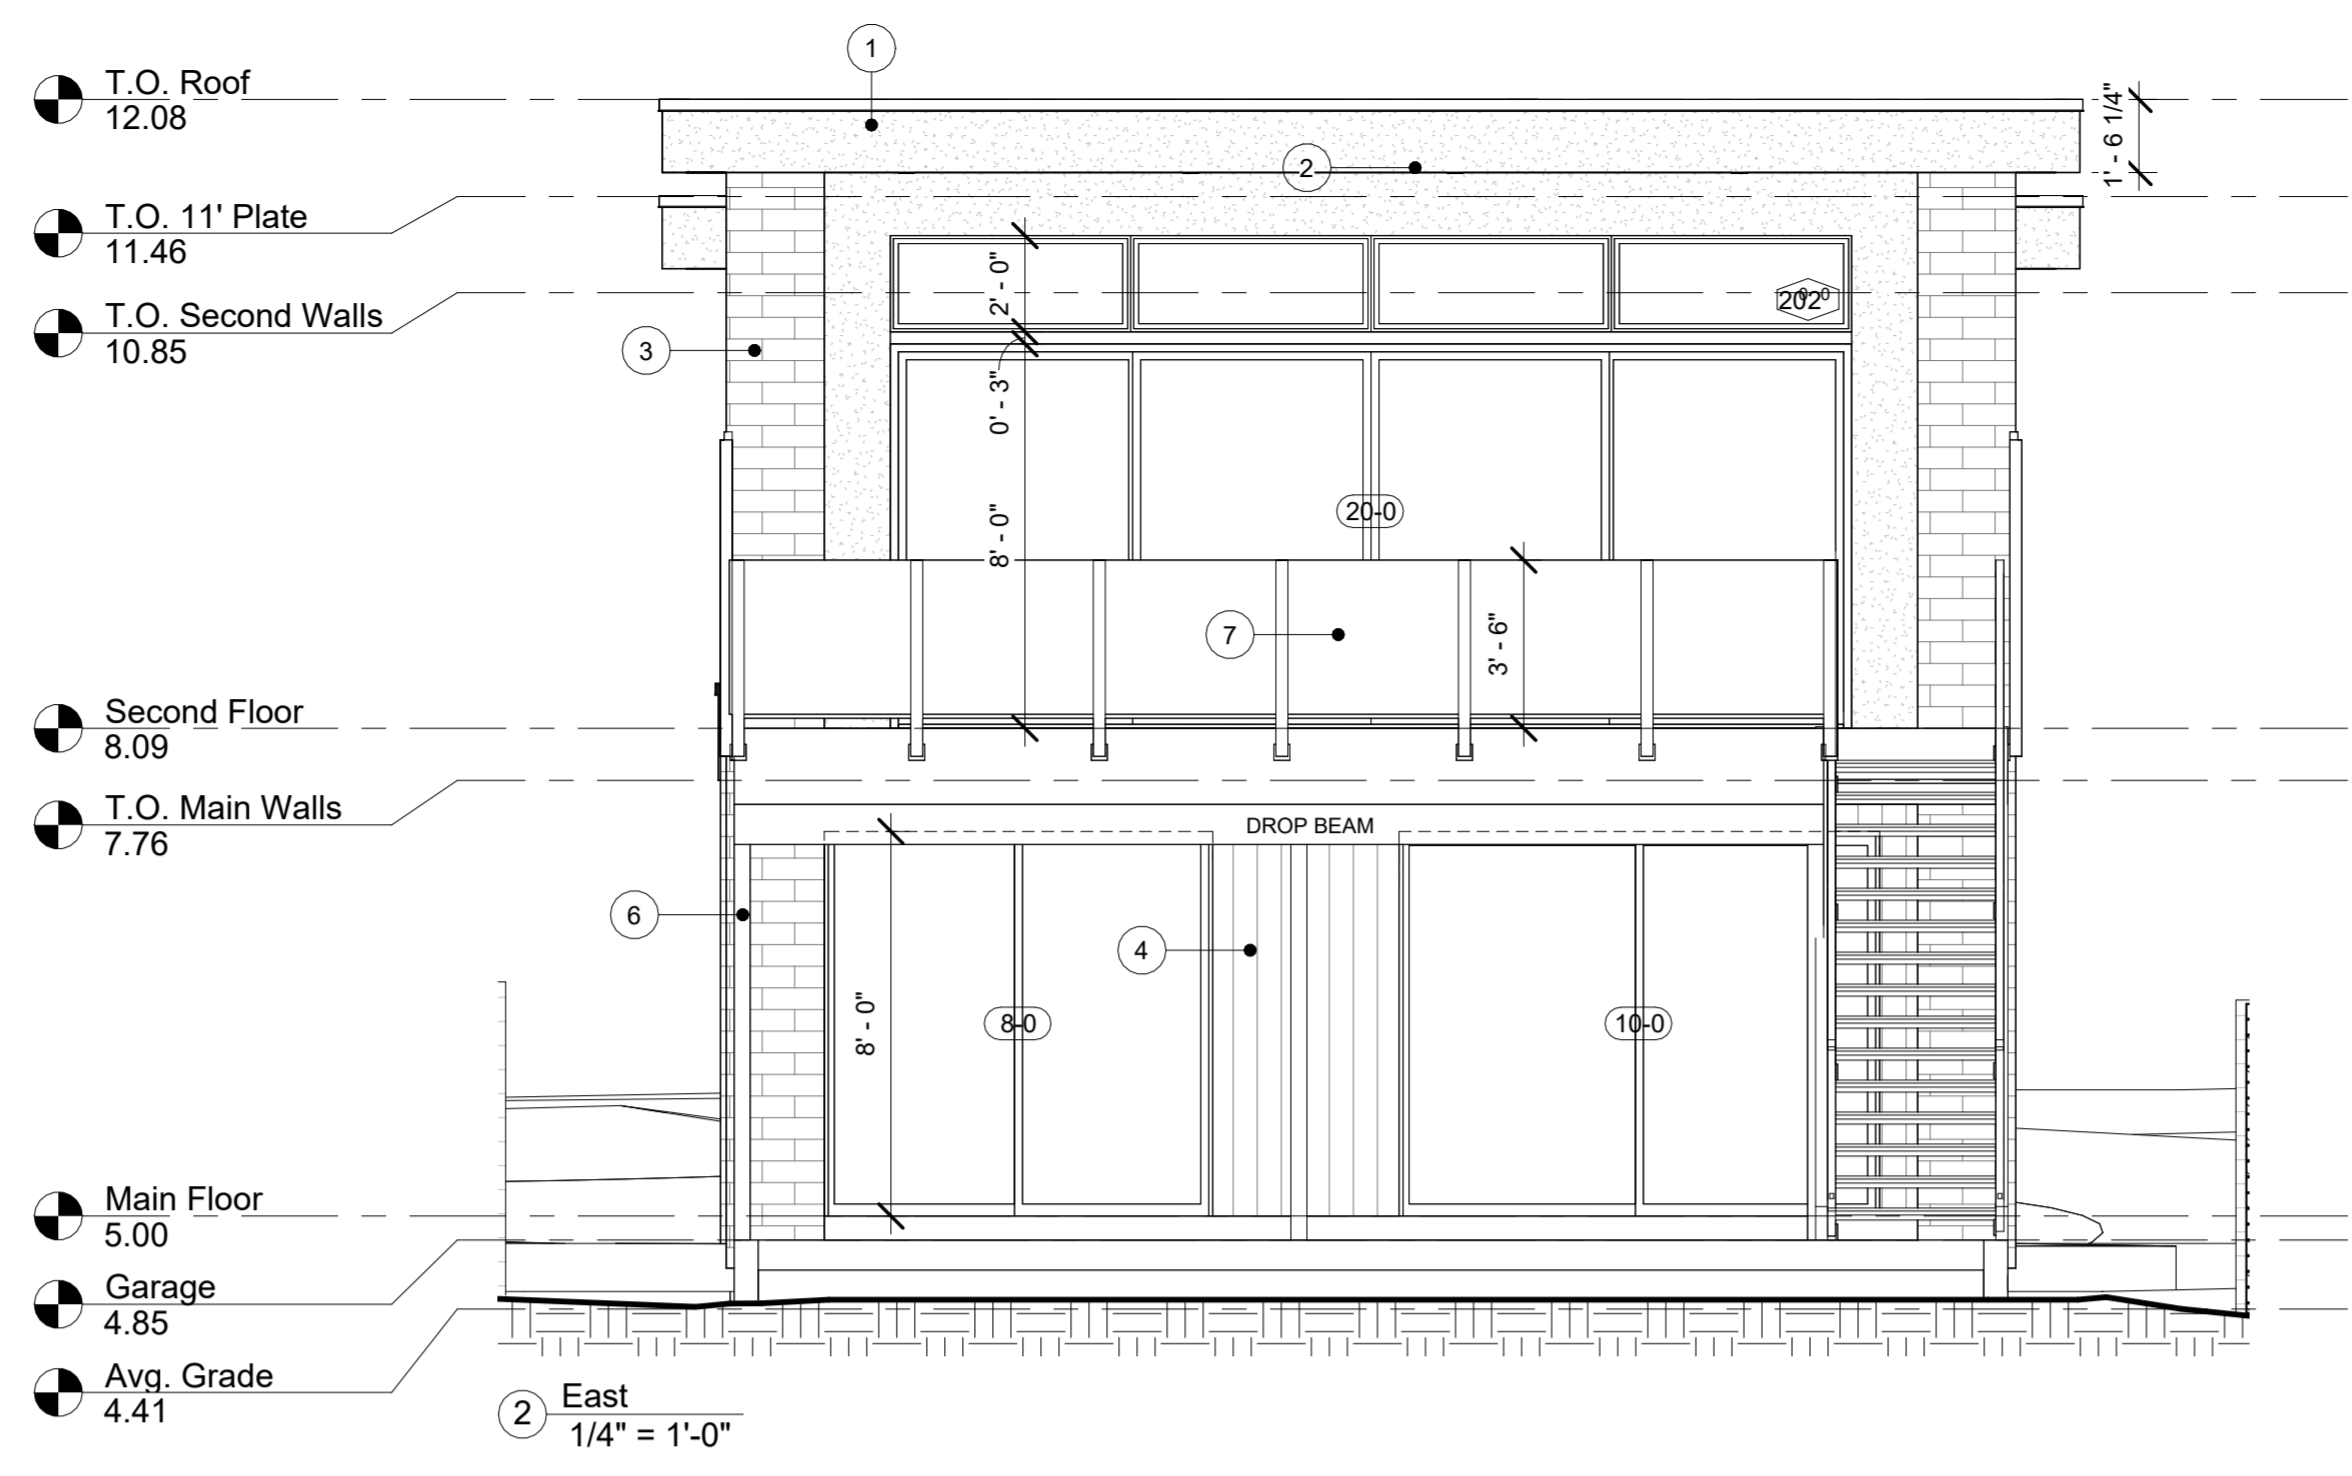 1
T.O. Roof
12.08
1' - 6 1/4"
2
T.O. 11' Plate
11.46
2' - 0"
T.O. Second Walls
10.85
3
0' - 3"
20-0
8' - 0"
7
3' - 6"
Second Floor
8.09
T.O. Main Walls
7.76
DROP BEAM
6
4
8' - 0"
8-0
10-0
Main Floor
5.00
Garage
4.85
Avg. Grade
4.41
2
East
1/4" = 1'-0"